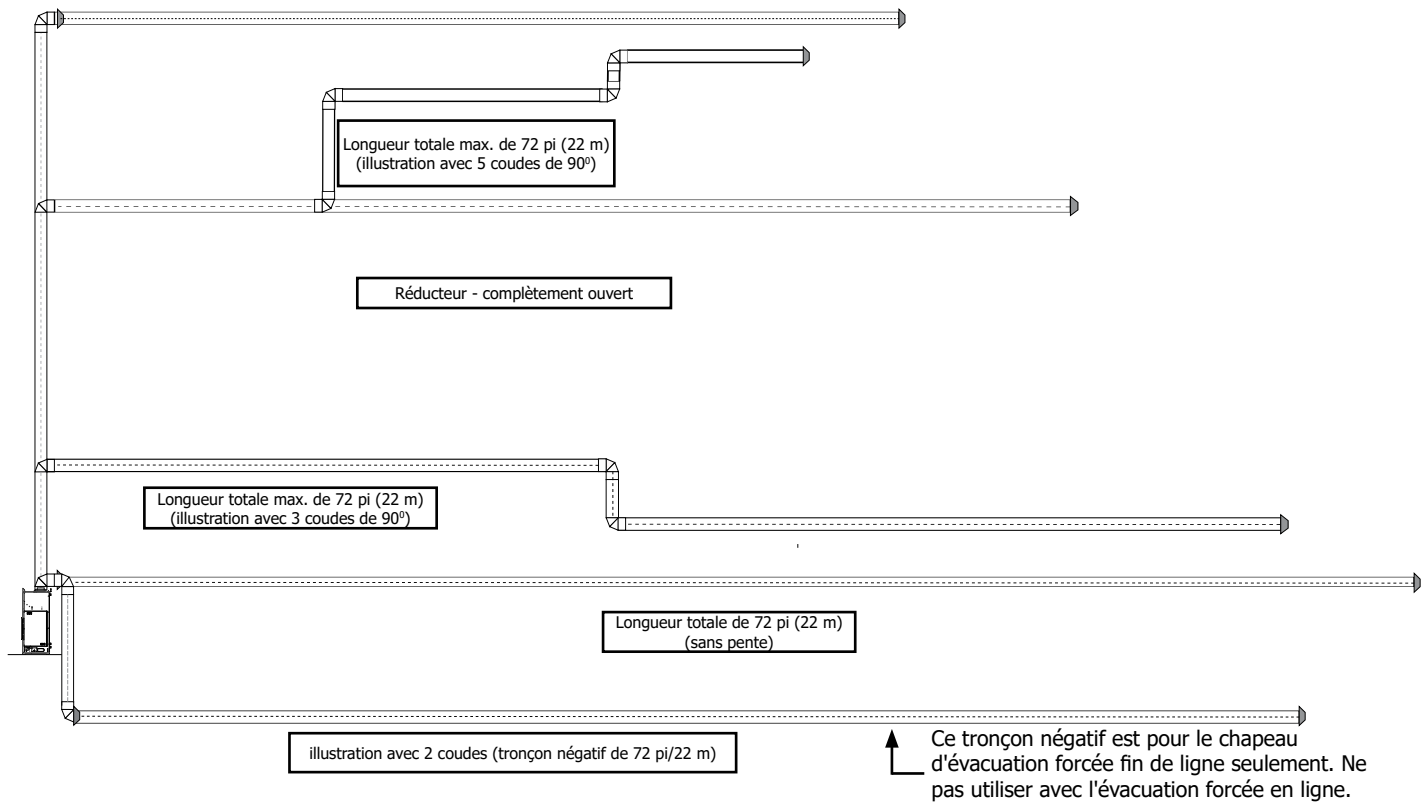 Longueur totale max. de 72 pi (22 m)
(illustration avec 5 coudes de 90⁰)
Réducteur - complètement ouvert
Longueur totale max. de 72 pi (22 m)
(illustration avec 3 coudes de 90⁰)
Longueur totale de 72 pi (22 m)
(sans pente)
illustration avec 2 coudes (tronçon négatif de 72 pi/22 m)
Ce tronçon négatif est pour le chapeau
d'évacuation forcée fin de ligne seulement. Ne
pas utiliser avec l'évacuation forcée en ligne.